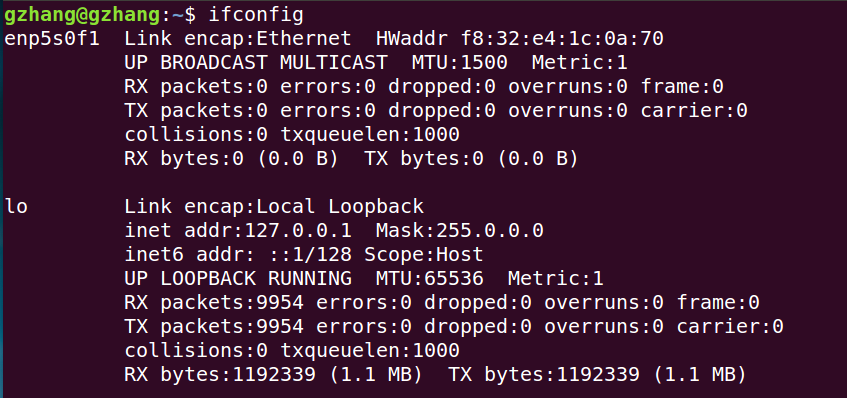 gzhang@gzhang:~$ ifconfig
enp5s0f1  Link encap:Ethernet  HWaddr f8:32:e4:1c:0a:70
          UP BROADCAST MULTICAST  MTU:1500  Metric:1
          RX packets:0 errors:0 dropped:0 overruns:0 frame:0
          TX packets:0 errors:0 dropped:0 overruns:0 carrier:0
          collisions:0 txqueuelen:1000
          RX bytes:0 (0.0 B)  TX bytes:0 (0.0 B)

lo        Link encap:Local Loopback
          inet addr:127.0.0.1  Mask:255.0.0.0
          inet6 addr: ::1/128 Scope:Host
          UP LOOPBACK RUNNING  MTU:65536  Metric:1
          RX packets:9954 errors:0 dropped:0 overruns:0 frame:0
          TX packets:9954 errors:0 dropped:0 overruns:0 carrier:0
          collisions:0 txqueuelen:1000
          RX bytes:1192339 (1.1 MB)  TX bytes:1192339 (1.1 MB)